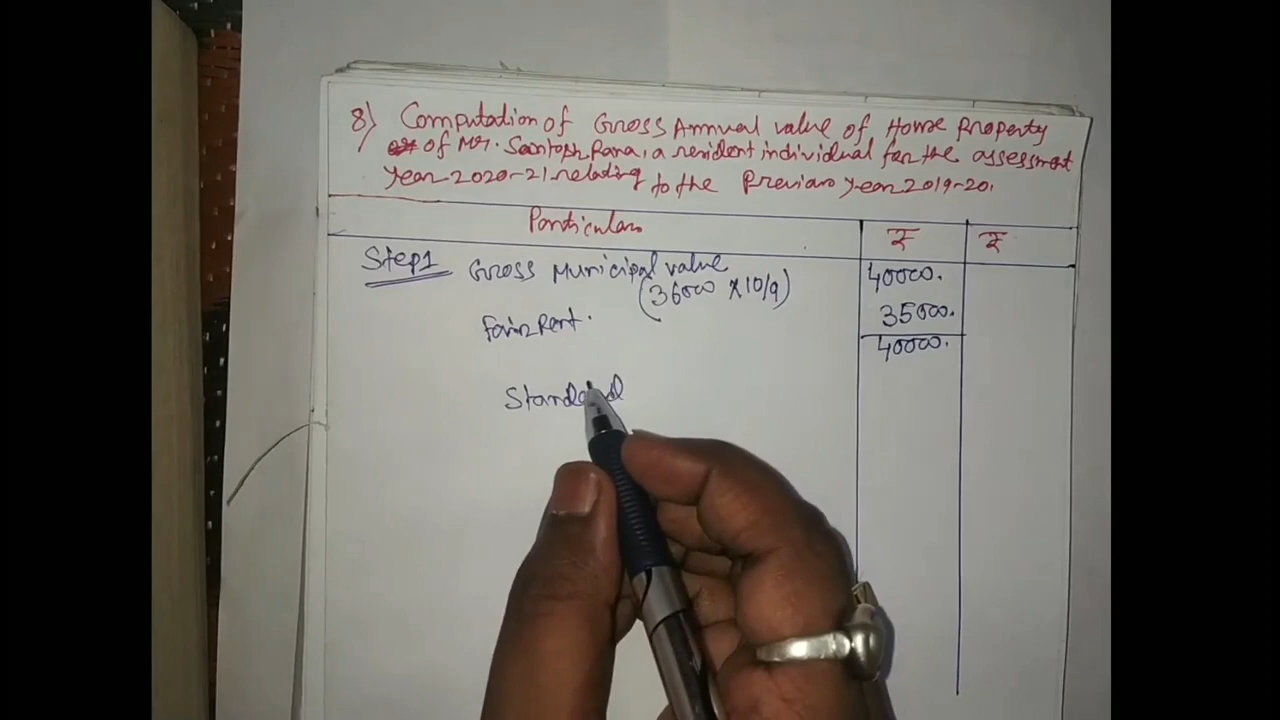 8) Computation of Gross Annual value of House Property
of Mr. Santosh Rana, a resident individual for the assessment
year 2020-21 relating to the Previous year 2019-20.
Particulars ₹ ₹
Step1 Gross Municipal value 40000.
(36000 x 10/9)
Fair Rent. 35000.
40000.
Standard